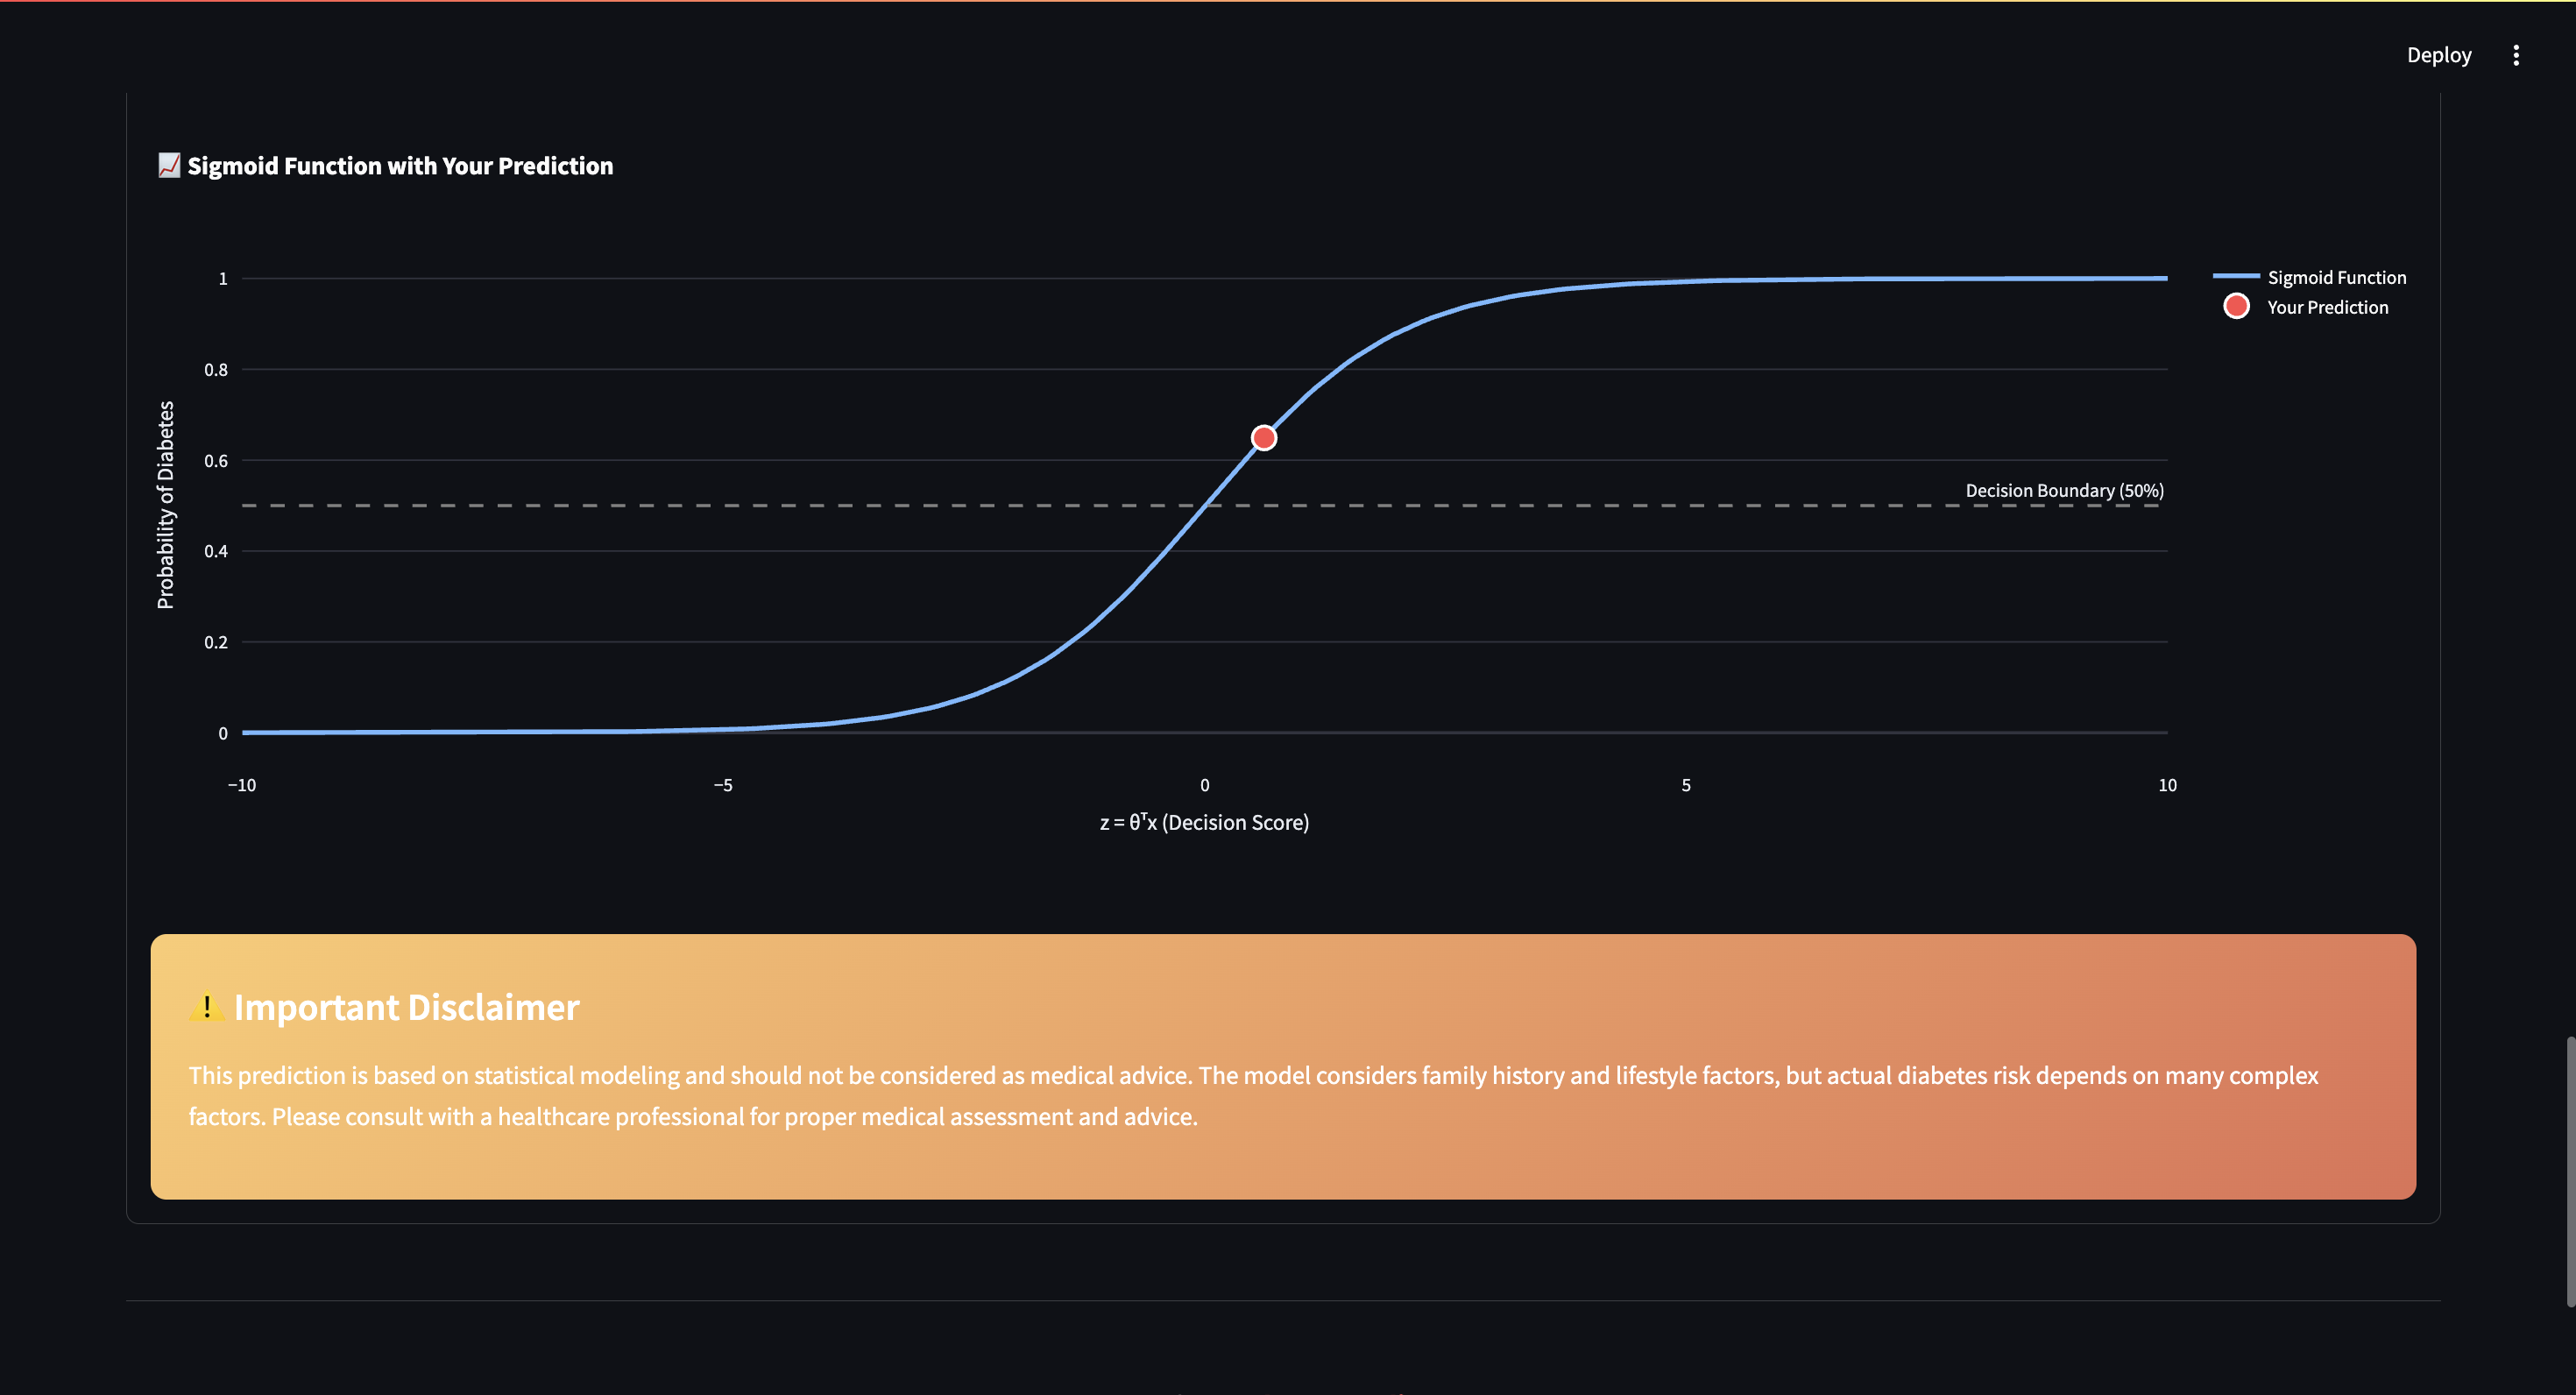 Deploy
📈 Sigmoid Function with Your Prediction
Sigmoid Function
Your Prediction
1
0.8
0.6
0.4
0.2
0
Probability of Diabetes
Decision Boundary (50%)
−10
−5
0
5
10
z = θᵀx (Decision Score)
⚠️ Important Disclaimer
This prediction is based on statistical modeling and should not be considered as medical advice. The model considers family history and lifestyle factors, but actual diabetes risk depends on many complex
factors. Please consult with a healthcare professional for proper medical assessment and advice.